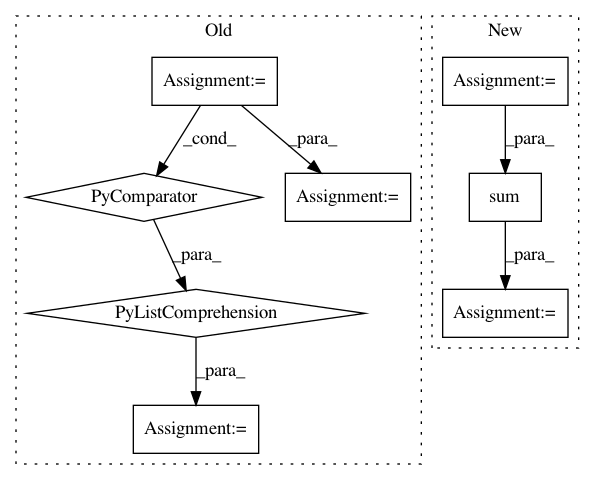 Old
New
Assignment:=
Assignment:=
_cond_
_para_
_para_
PyComparator
Assignment:=
sum
_para_
_para_
PyListComprehension
Assignment:=
_para_
Assignment:=